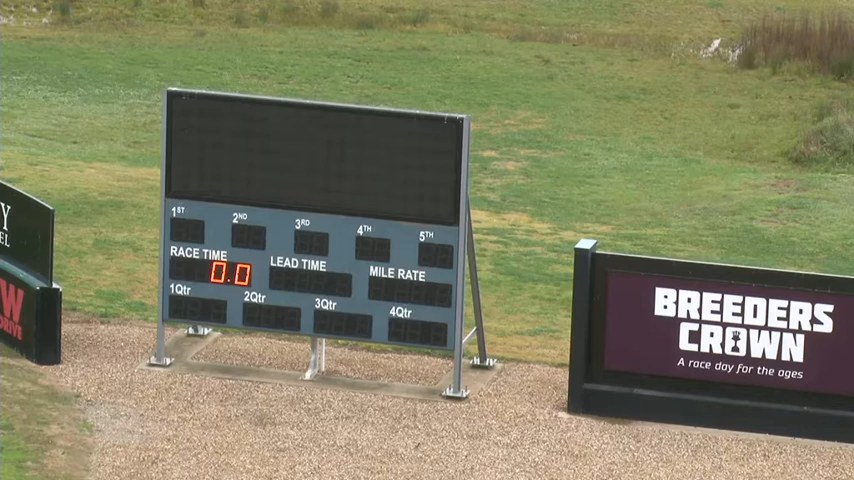 1ST 2ND 3RD 4TH 5TH
RACE TIME 0.0 LEAD TIME MILE RATE
1Qtr 2Qtr 3Qtr 4Qtr
BREEDERS
CROWN
A race day for the ages
DRIVE